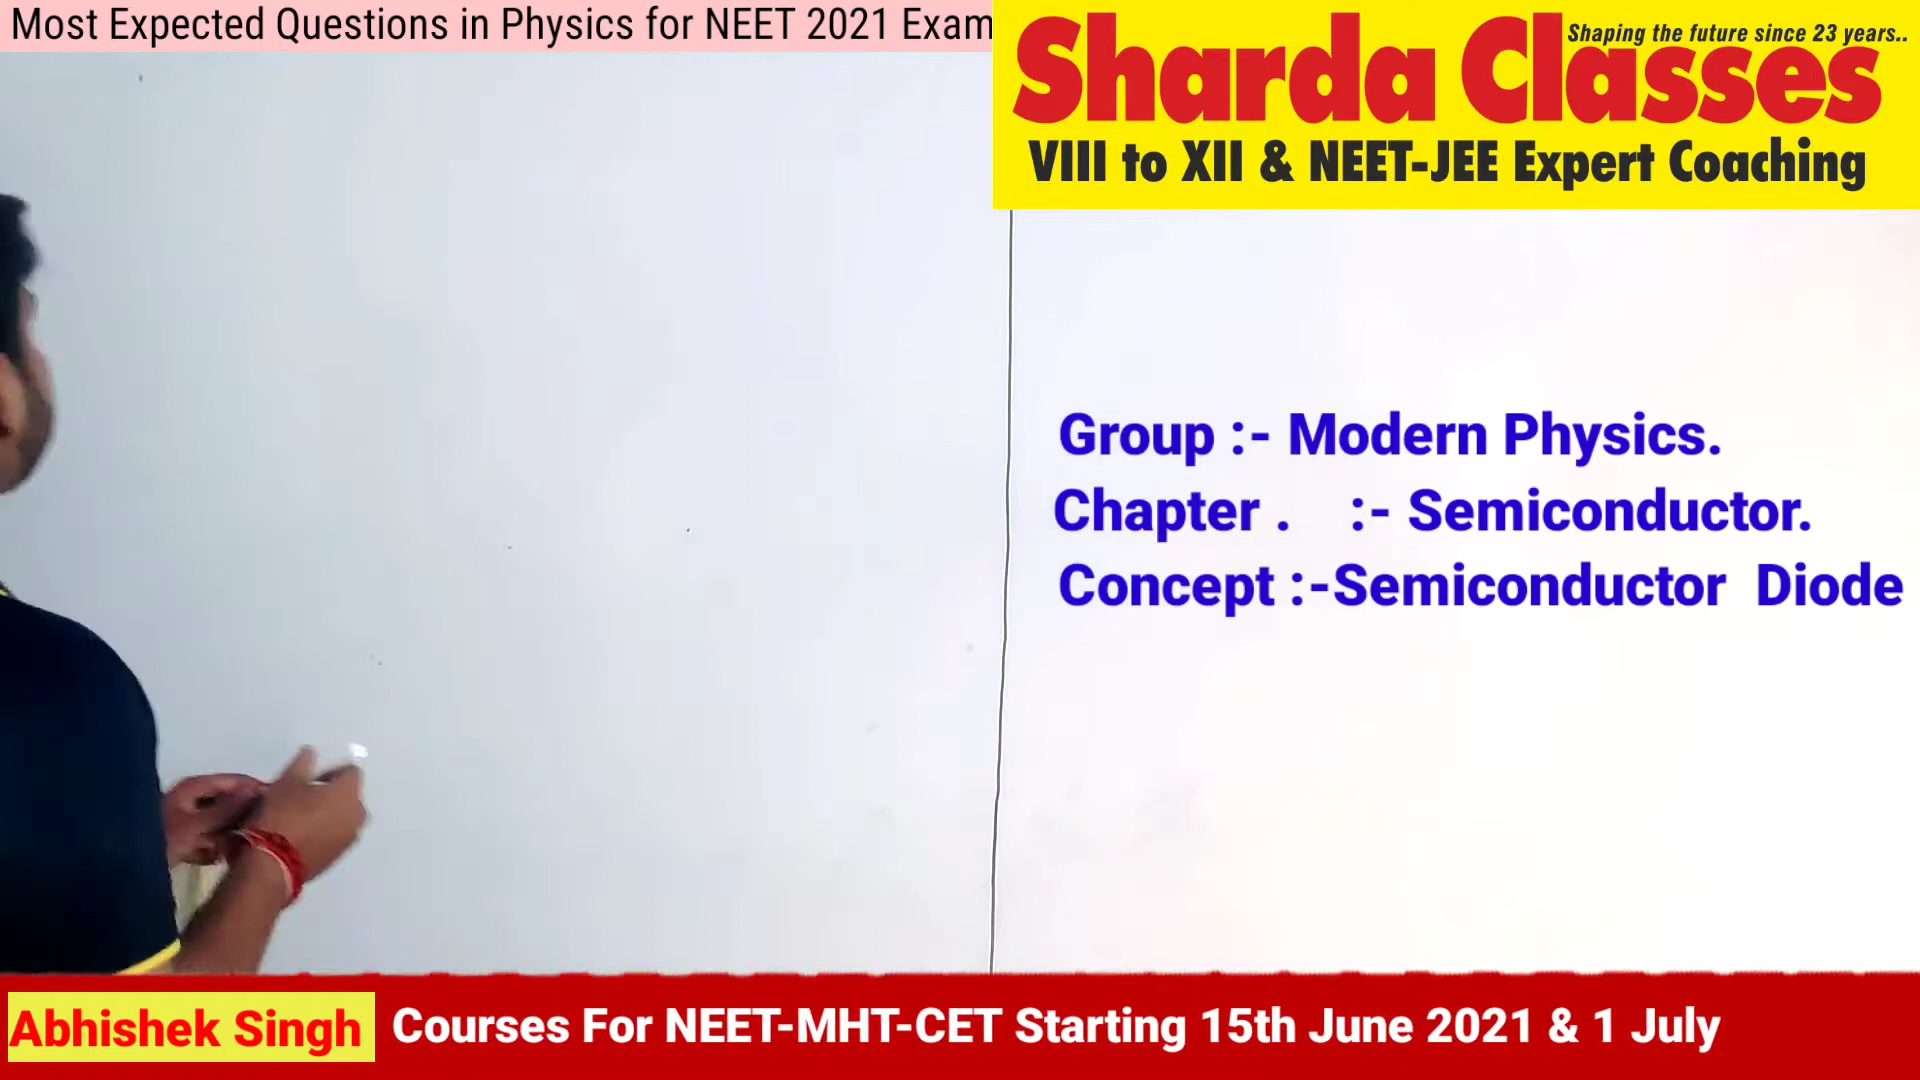 Most Expected Questions in Physics for NEET 2021 Exam
Shaping the future since 23 years..
Sharda Classes
VIII to XII & NEET-JEE Expert Coaching
Group :- Modern Physics.
Chapter . :- Semiconductor.
Concept :-Semiconductor Diode
Abhishek Singh
Courses For NEET-MHT-CET Starting 15th June 2021 & 1 July